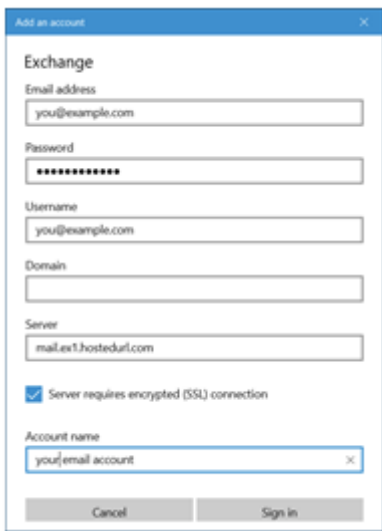 Add an account
Exchange
Email address
you@example.com
Password
Username
you@example.com
Domain
Server
mail.ex1.hostedurl.com
Server requires encrypted (SSL) connection
Account name
your email account
Cancel Sign in